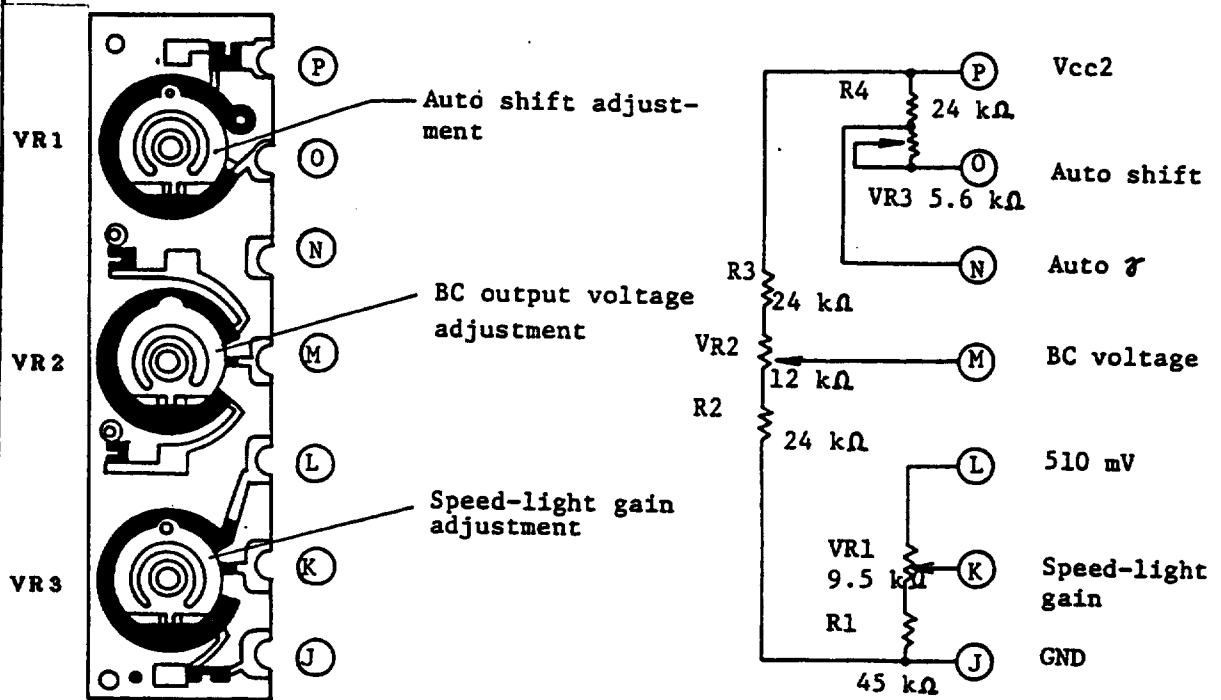 P
Auto shift adjust-
ment
VR1
O
N
BC output voltage
adjustment
VR2
M
L
Speed-light gain
adjustment
VR3
K
J
P
Vcc2
R4
24 kΩ
O
Auto shift
VR3 5.6 kΩ
N
Auto γ
R3
24 kΩ
VR2
M
BC voltage
12 kΩ
R2
24 kΩ
L
510 mV
VR1
9.5 kΩ
K
Speed-light
gain
R1
J
GND
45 kΩ